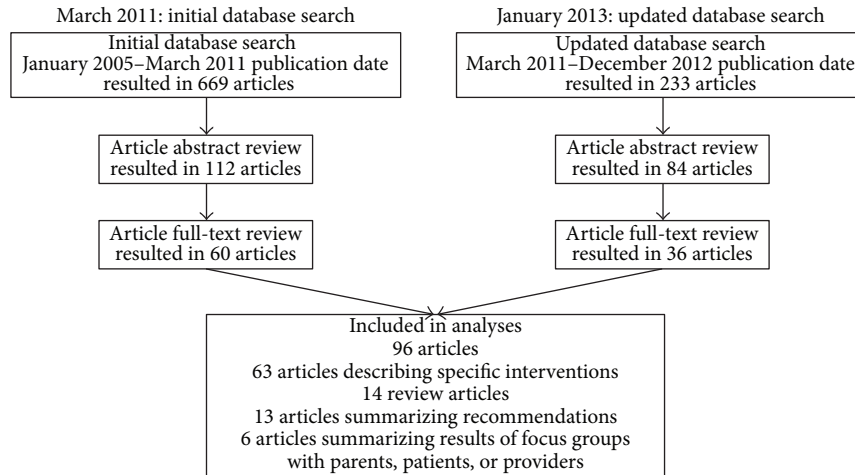 March 2011: initial database search
Initial database search
January 2005–March 2011 publication date
resulted in 669 articles
Article abstract review
resulted in 112 articles
Article full-text review
resulted in 60 articles
January 2013: updated database search
Updated database search
March 2011–December 2012 publication date
resulted in 233 articles
Article abstract review
resulted in 84 articles
Article full-text review
resulted in 36 articles
Included in analyses
96 articles
63 articles describing specific interventions
14 review articles
13 articles summarizing recommendations
6 articles summarizing results of focus groups
with parents, patients, or providers